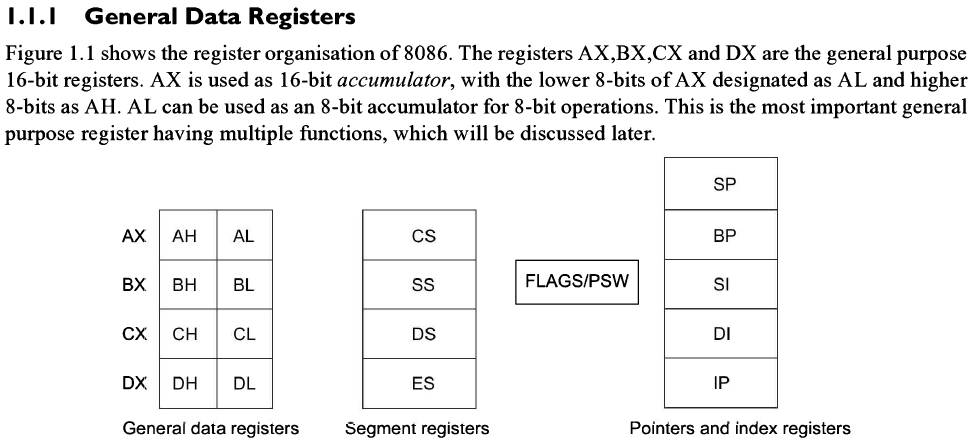 1.1.1 General Data Registers
Figure 1.1 shows the register organisation of 8086. The registers AX,BX,CX and DX are the general purpose
16-bit registers. AX is used as 16-bit accumulator, with the lower 8-bits of AX designated as AL and higher
8-bits as AH. AL can be used as an 8-bit accumulator for 8-bit operations. This is the most important general
purpose register having multiple functions, which will be discussed later.
SP
AX AH AL CS BP
FLAGS/PSW
BX BH BL SS SI
CX CH CL DS DI
DX DH DL ES IP
General data registers Segment registers Pointers and index registers